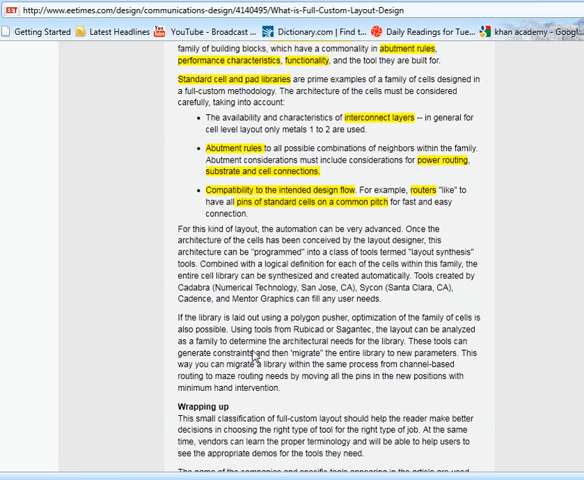 http://www.eetimes.com/design/communications-design/4140495/What-is-Full-Custom-Layout-Design
Getting Started Latest Headlines YouTube - Broadcast ... Dictionary.com | Find t... Daily Readings for Tue... khan academy - Googl...
family of building blocks, which have a commonality in abutment rules,
performance characteristics, functionality, and the tool they are built for.
Standard cell and pad libraries are prime examples of a family of cells designed in
a full-custom methodology. The architecture of the cells must be considered
carefully, taking into account:
• The availability and characteristics of interconnect layers -- in general for
cell level layout only metals 1 to 2 are used.
• Abutment rules to all possible combinations of neighbors within the family.
Abutment considerations must include considerations for power routing,
substrate and cell connections.
• Compatibility to the intended design flow. For example, routers "like" to
have all pins of standard cells on a common pitch for fast and easy
connection.
For this kind of layout, the automation can be very advanced. Once the
architecture of the cells has been conceived by the layout designer, this
architecture can be "programmed" into a class of tools termed "layout synthesis"
tools. Combined with a logical definition for each of the cells within this family, the
entire cell library can be synthesized and created automatically. Tools created by
Cadabra (Numerical Technology, San Jose, CA), Sycon (Santa Clara, CA),
Cadence, and Mentor Graphics can fill any user needs.
If the library is laid out using a polygon pusher, optimization of the family of cells is
also possible. Using tools from Rubicad or Sagantec, the layout can be analyzed
as a family to determine the architectural needs for the library. These tools can
generate constraints and then 'migrate" the entire library to new parameters. This
way you can migrate a library within the same process from channel-based
routing to maze routing needs by moving all the pins in the new positions with
minimum hand intervention.
Wrapping up
This small classification of full-custom layout should help the reader make better
decisions in choosing the right type of tool for the right type of job. At the same
time, vendors can learn the proper terminology and will be able to help users to
see the appropriate demos for the tools they need.
The name of the companies and specific tools appearing in the article are used